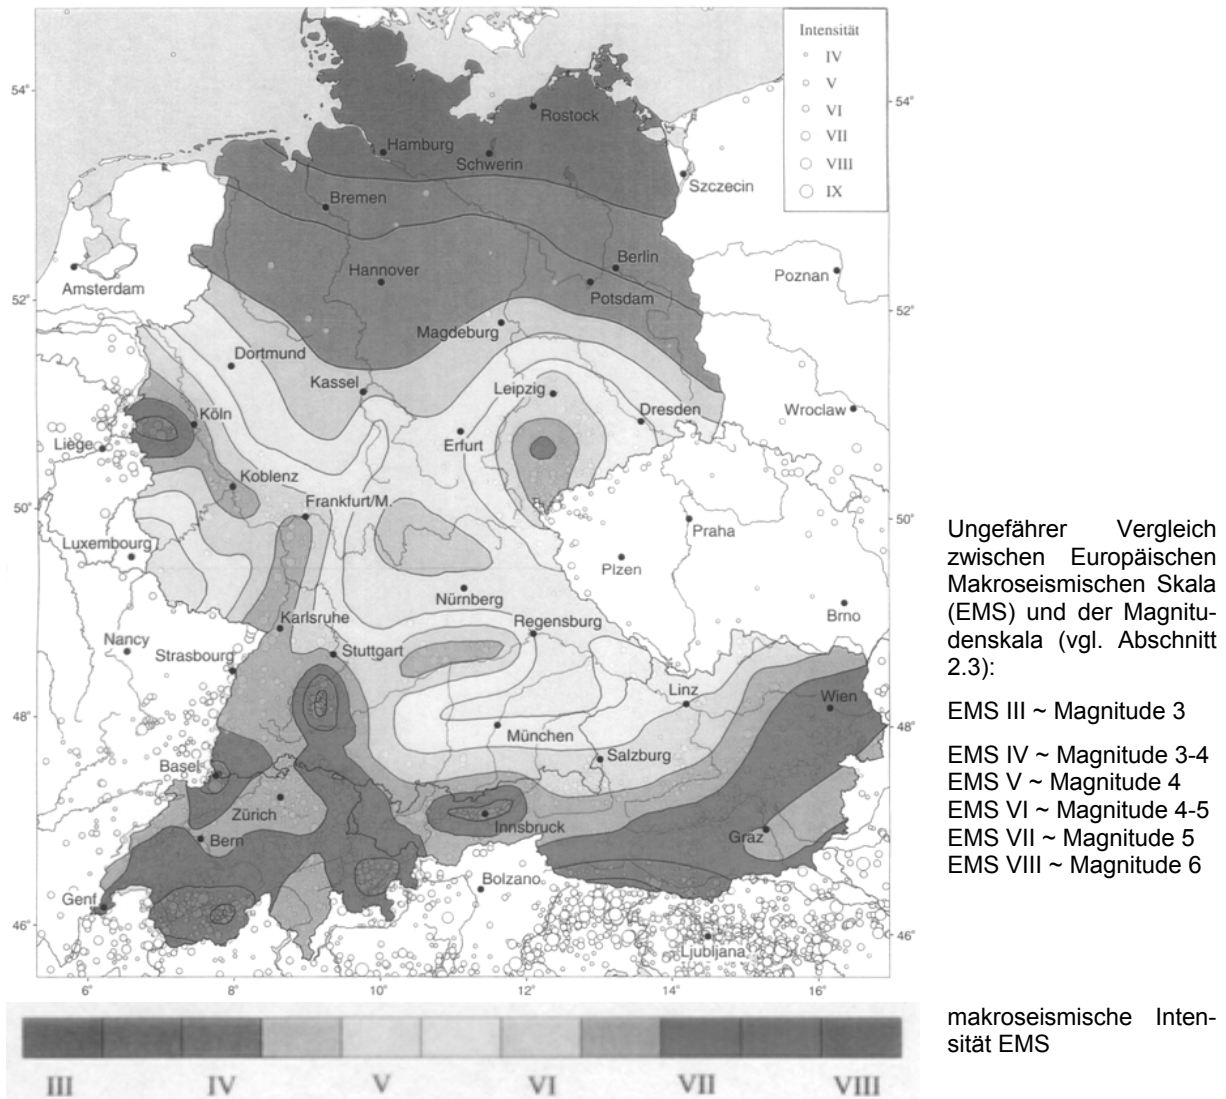 Intensität
IV
V
VI
VII
VIII
IX
54°
54°
Rostock
Hamburg
Schwerin
Szczecin
Bremen
Berlin
Hannover
Poznan
Amsterdam
Potsdam
52°
52°
Magdeburg
Dortmund
Kassel
Leipzig
Köln
Dresden
Wroclaw
Liège
Erfurt
Koblenz
Frankfurt/M.
50°
50°
Praha
Luxembourg
Plzen
Nürnberg
Brno
Karlsruhe
Regensburg
Nancy
Stuttgart
Strasbourg
Linz
Wien
48°
48°
München
Salzburg
Basel
Zürich
Innsbruck
Graz
Bern
Bolzano
Genf
46°
46°
Ljubljana
6°
8°
10°
12°
14°
16°
III
IV
V
VI
VII
VIII
Ungefährer Vergleich
zwischen Europäischen
Makroseismischen Skala
(EMS) und der Magnitu-
denskala (vgl. Abschnitt
2.3):
EMS III ~ Magnitude 3
EMS IV ~ Magnitude 3-4
EMS V ~ Magnitude 4
EMS VI ~ Magnitude 4-5
EMS VII ~ Magnitude 5
EMS VIII ~ Magnitude 6
makroseismische Inten-
sität EMS